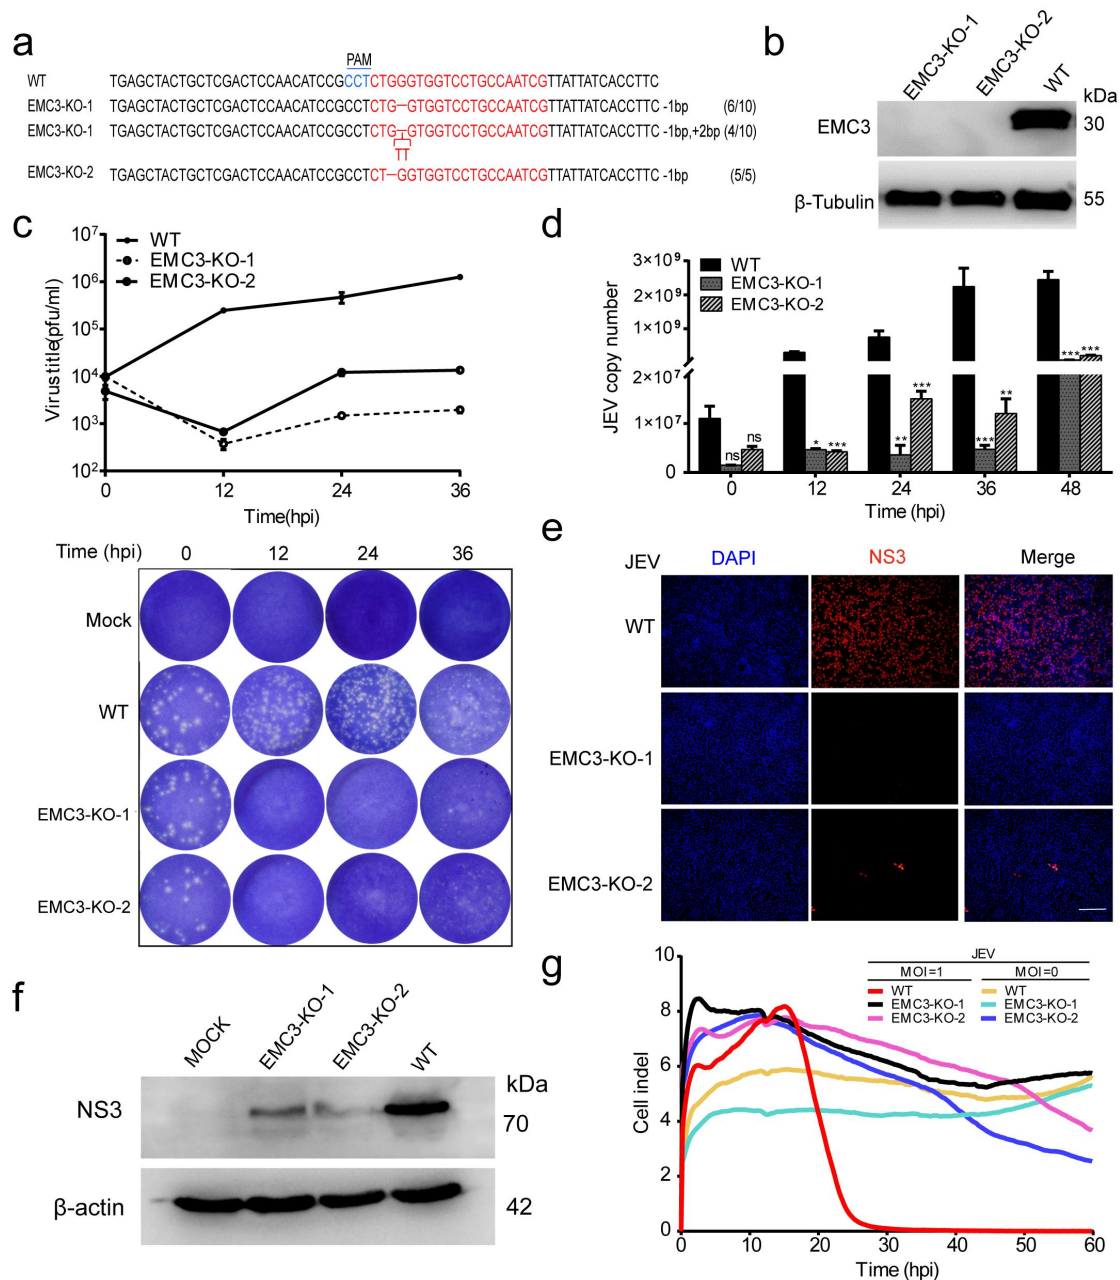 a
PAM
WT TGAGCTACTGCTCGACTCCAACATCCGCCTCTGGGTGGTCCTGCCAATCGTTATTATCACCTTC
EMC3-KO-1 TGAGCTACTGCTCGACTCCAACATCCGCCTCTG–GTGGTCCTGCCAATCGTTATTATCACCTTC -1bp (6/10)
EMC3-KO-1 TGAGCTACTGCTCGACTCCAACATCCGCCTCTG–GTGGTCCTGCCAATCGTTATTATCACCTTC -1bp,+2bp (4/10)
TT
EMC3-KO-2 TGAGCTACTGCTCGACTCCAACATCCGCCTCT–GGTGGTCCTGCCAATCGTTATTATCACCTTC -1bp (5/5)
b
EMC3-KO-1 EMC3-KO-2 WT
kDa
EMC3 30
β-Tubulin 55
c
WT
EMC3-KO-1
EMC3-KO-2
10⁷
10⁶
10⁵
10⁴
10³
10²
Virus title(pfu/ml)
0 12 24 36
Time(hpi)
Time (hpi) 0 12 24 36
Mock
WT
EMC3-KO-1
EMC3-KO-2
d
WT
EMC3-KO-1
EMC3-KO-2
3×10⁹
2×10⁹
1×10⁹
2×10⁷
1×10⁷
0
JEV copy number
ns ns * *** ** *** *** ** *** ***
0 12 24 36 48
Time (hpi)
e
JEV DAPI NS3 Merge
WT
EMC3-KO-1
EMC3-KO-2
f
MOCK EMC3-KO-1 EMC3-KO-2 WT
kDa
NS3 70
β-actin 42
g
JEV
MOI=1 MOI=0
WT WT
EMC3-KO-1 EMC3-KO-1
EMC3-KO-2 EMC3-KO-2
10
8
6
4
2
0
Cell indel
0 10 20 30 40 50 60
Time (hpi)